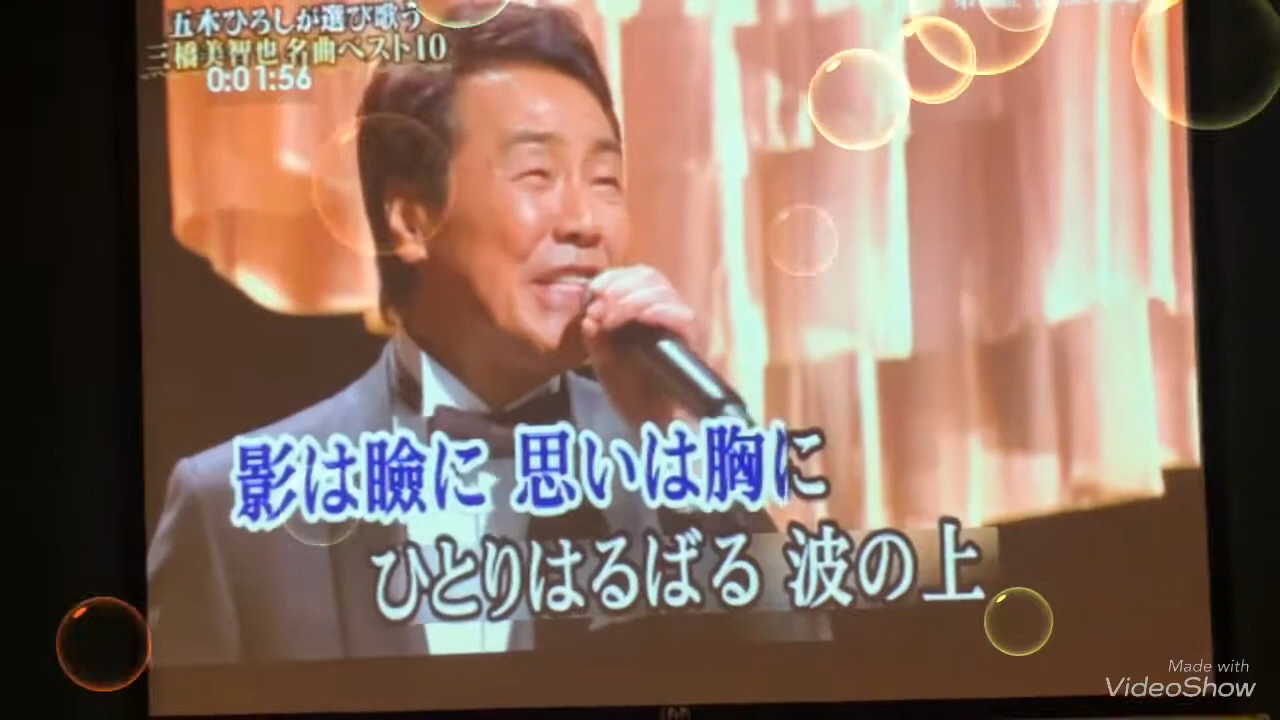 五木ひろしが選び歌う
三橋美智也名曲ベスト10
0:01:56
影は瞼に 思いは胸に
ひとりはるばる 波の上
Made with
VideoShow